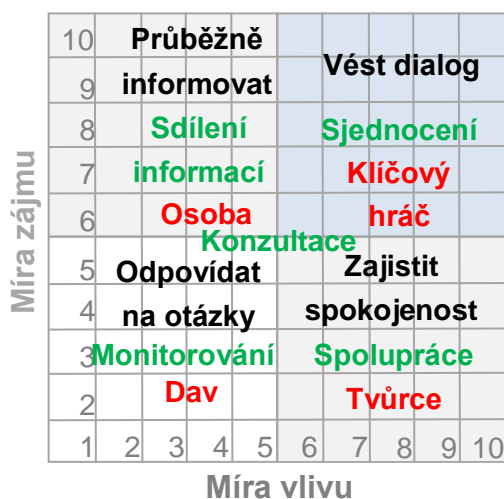 10 Průběžně
Vést dialog
9 informovat
8 Sdílení Sjednocení
7 informací Klíčový
6 Osoba hráč
Konzultace
5 Odpovídat Zajistit
4 na otázky spokojenost
3 Monitorování Spolupráce
2 Dav Tvůrce
1 2 3 4 5 6 7 8 9 10
Míra zájmu
Míra vlivu